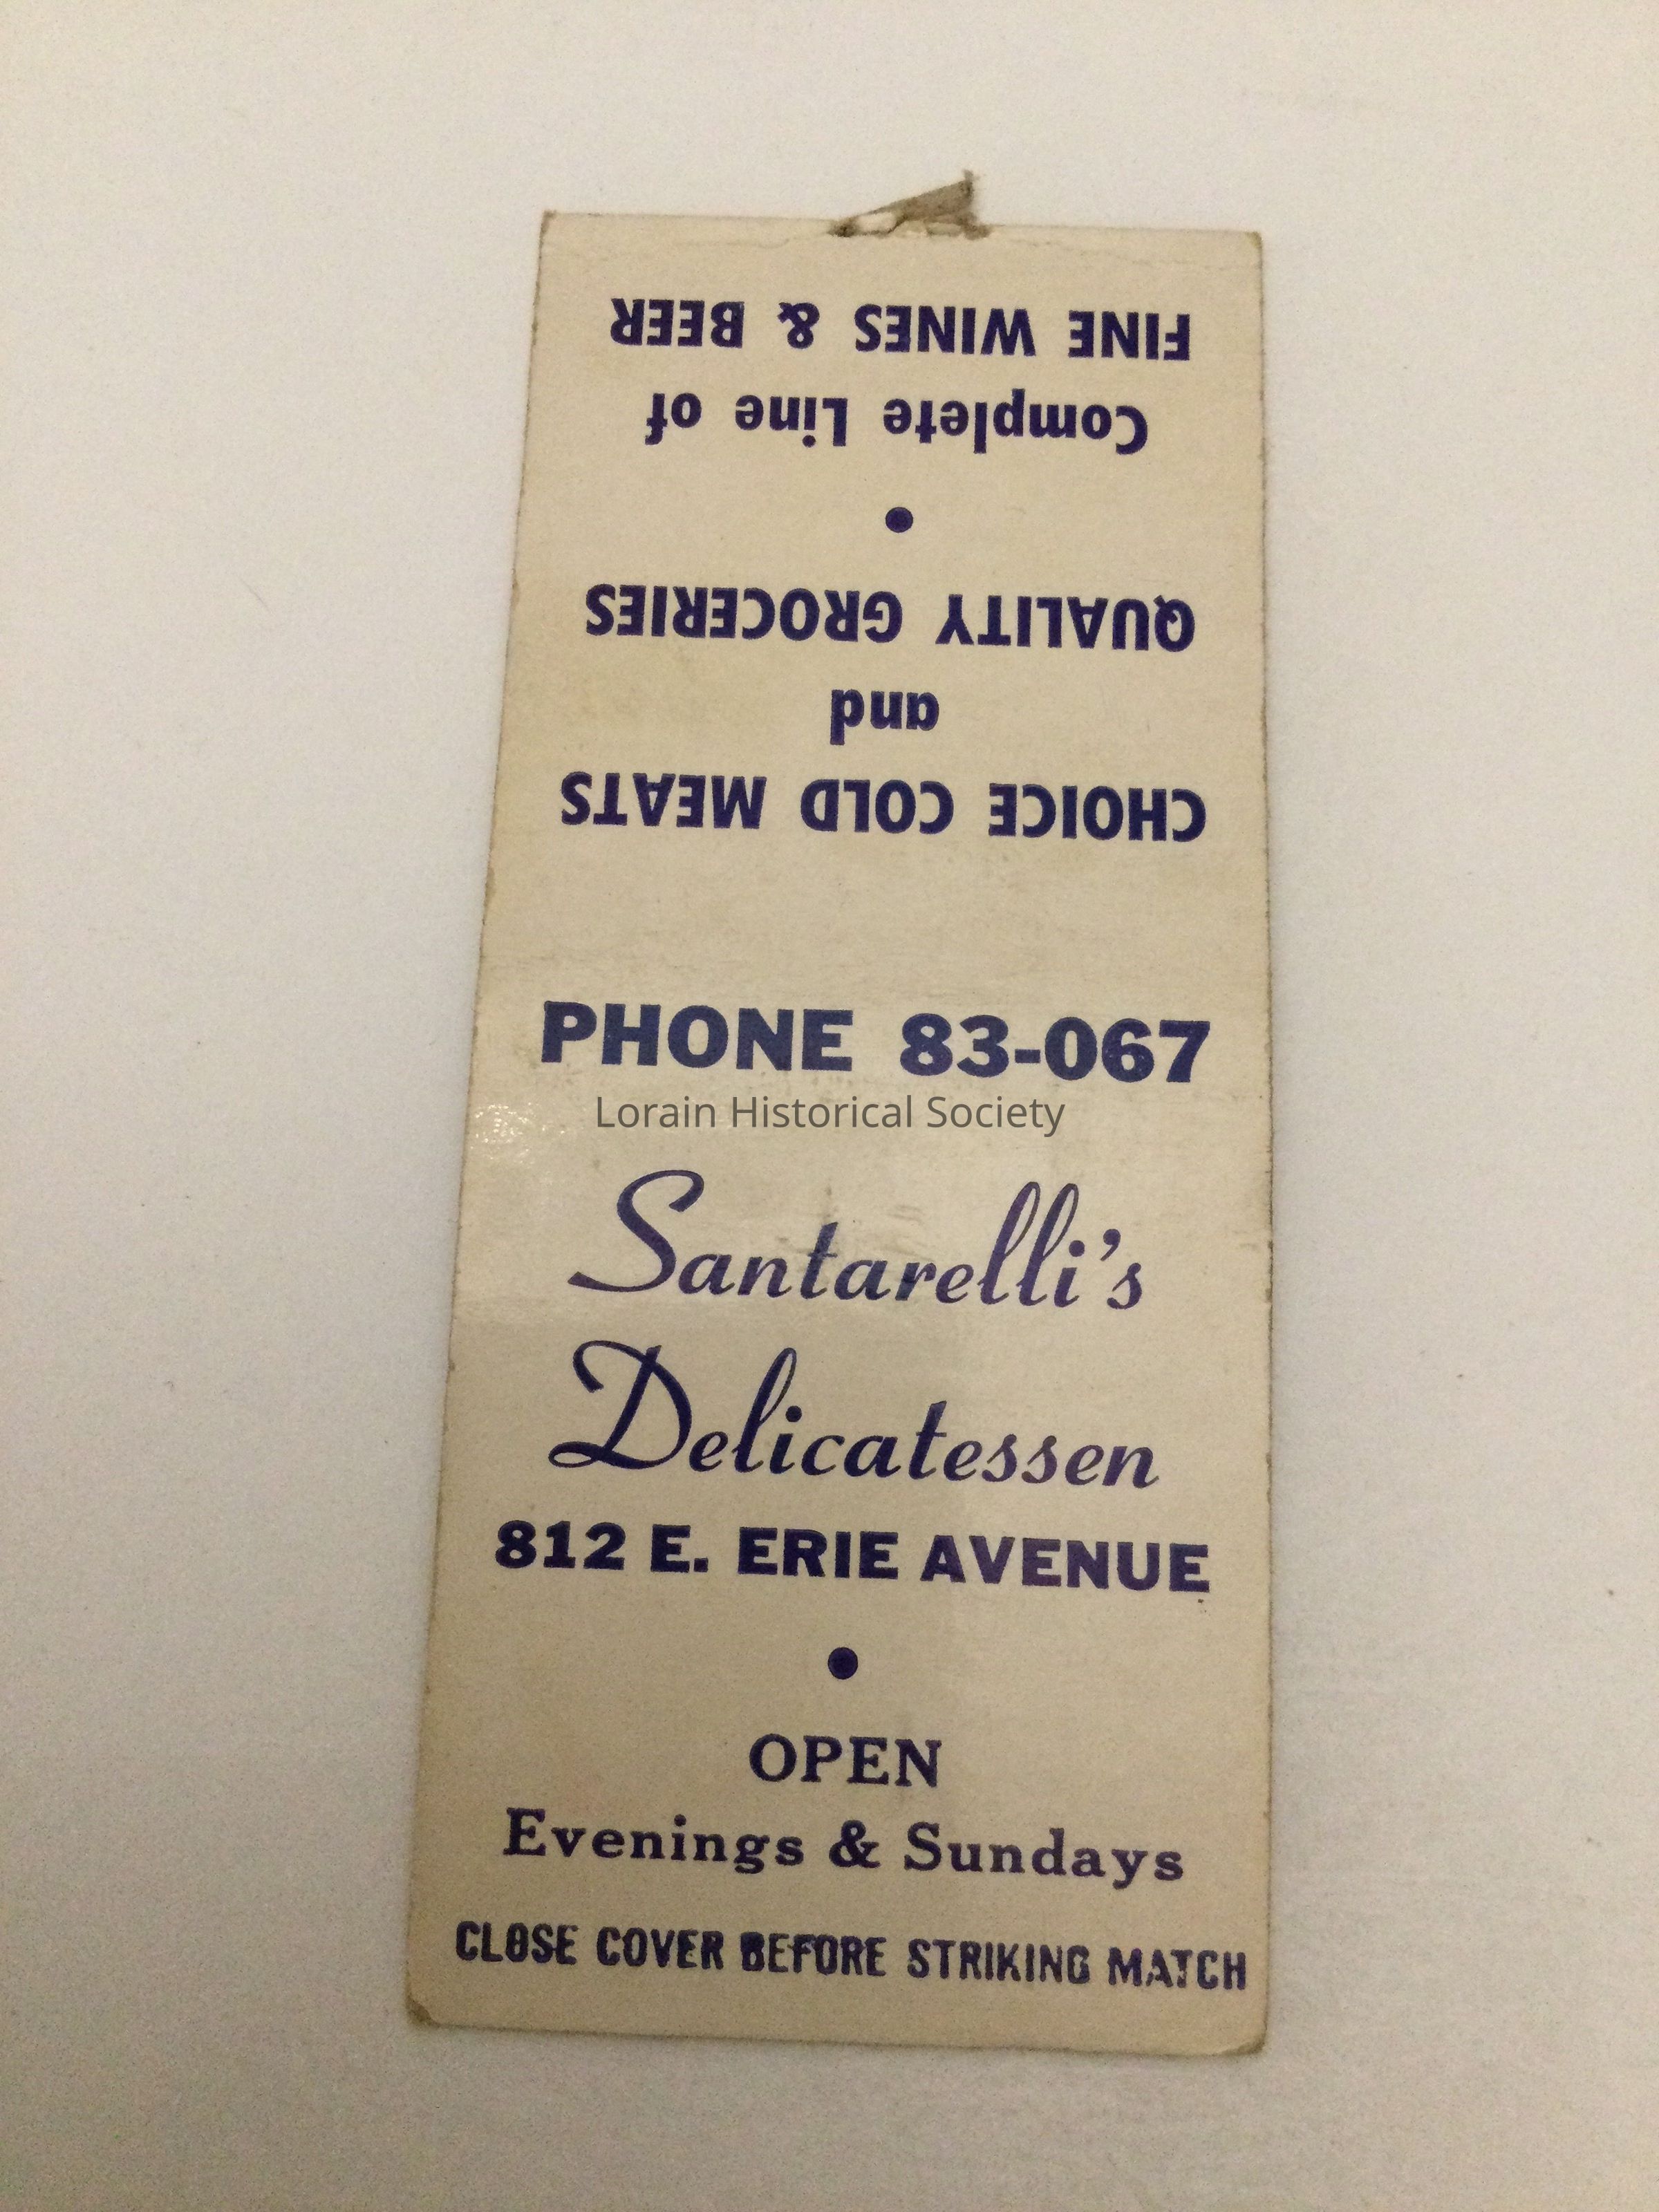 CHOICE COLD MEATS
and
QUALITY GROCERIES
•
Complete Line of
FINE WINES & BEER
PHONE 83-067
Lorain Historical Society
Santarelli's
Delicatessen
812 E. ERIE AVENUE
•
OPEN
Evenings & Sundays
CLOSE COVER BEFORE STRIKING MATCH